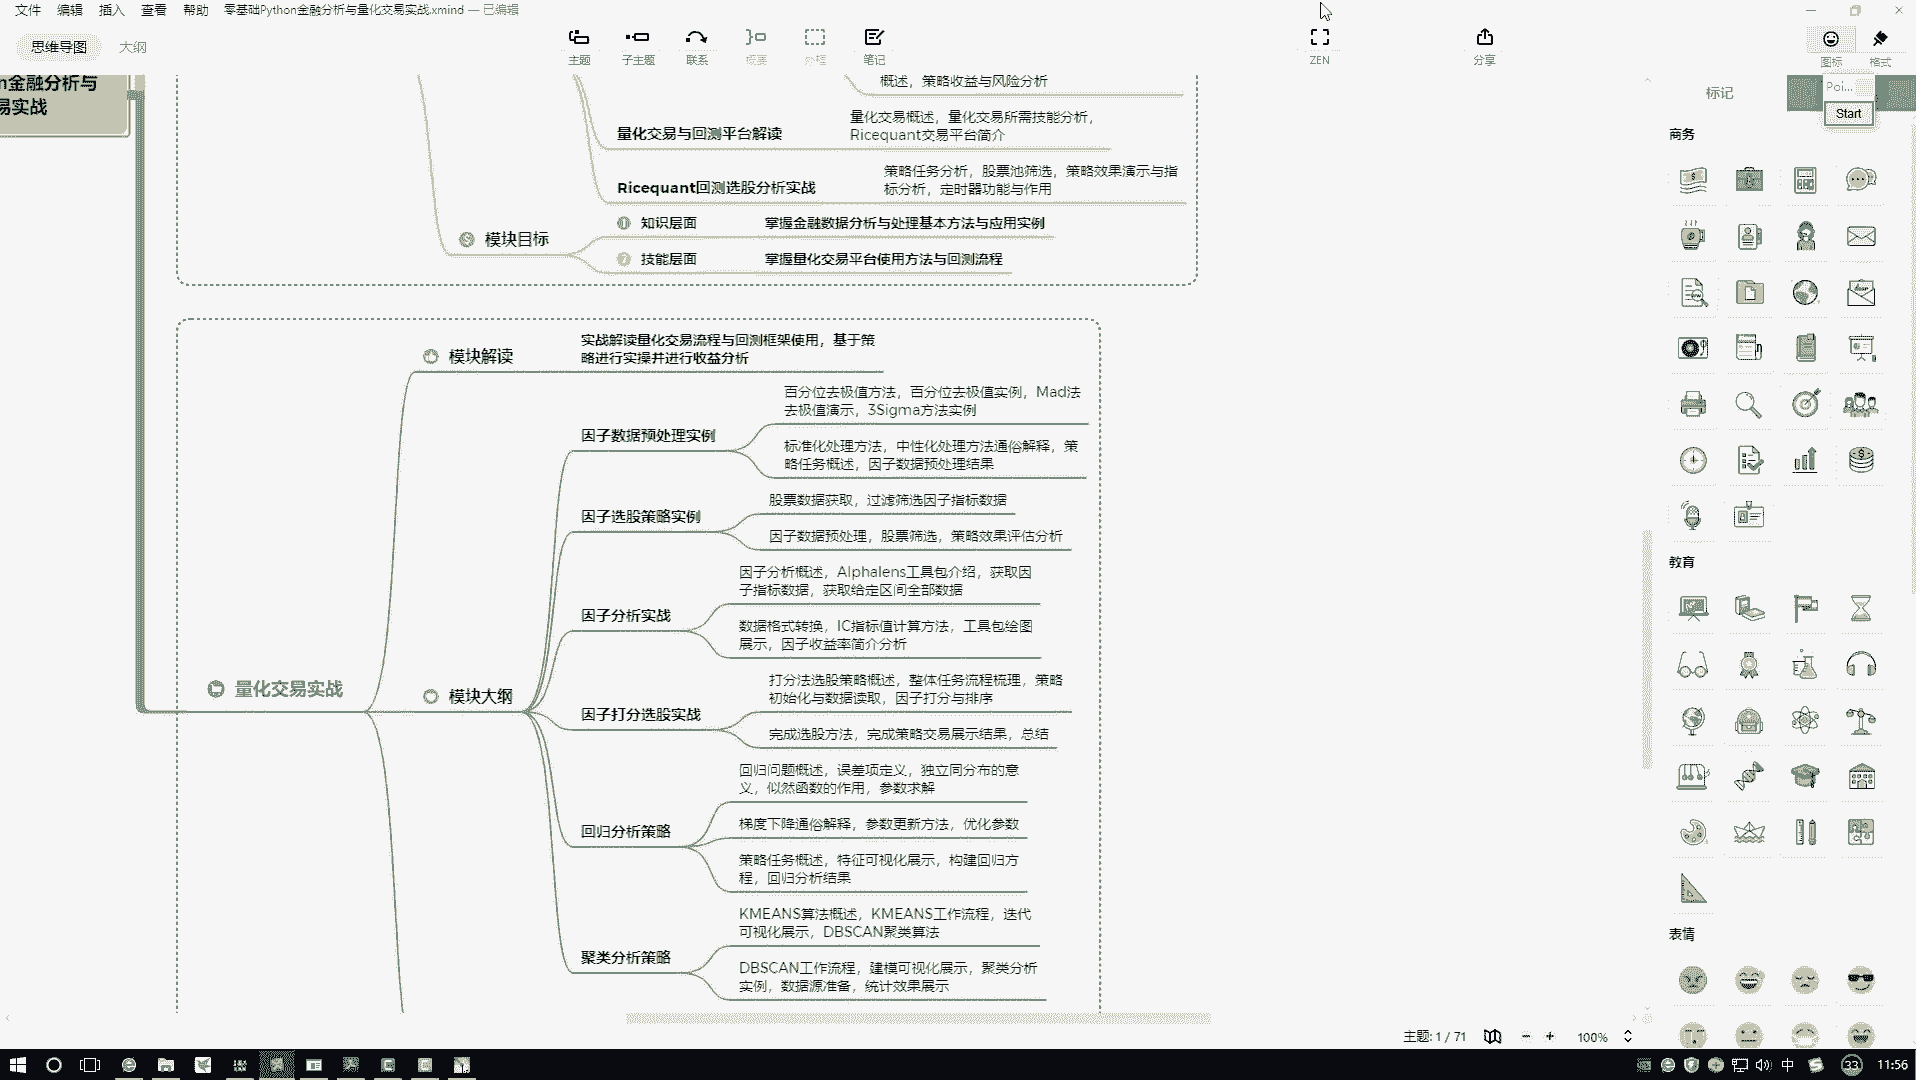 文件 编辑 插入 查看 帮助 零基础Python金融分析与量化交易实战.xmind — 已编辑
思维导图 大纲
主题 子主题 联系 概要 外框 笔记 ZEN 分享 图标 格式
n金融分析与
易实战
概述，策略收益与风险分析
量化交易与回测平台解读
量化交易概述，量化交易所需技能分析，
Ricequant交易平台简介
Ricequant回测选股分析实战
策略任务分析，股票池筛选，策略效果演示与指
标分析，定时器功能与作用
模块目标
知识层面 掌握金融数据分析与处理基本方法与应用实例
技能层面 掌握量化交易平台使用方法与回测流程
量化交易实战
模块解读
实战解读量化交易流程与回测框架使用，基于策
略进行实操并进行收益分析
模块大纲
因子数据预处理实例
百分位去极值方法，百分位去极值实例，Mad法
去极值演示，3Sigma方法实例
标准化处理方法，中性化处理方法通俗解释，策
略任务概述，因子数据预处理结果
因子选股策略实例
股票数据获取，过滤筛选因子指标数据
因子数据预处理，股票筛选，策略效果评估分析
因子分析实战
因子分析概述，Alphalens工具包介绍，获取因
子指标数据，获取给定区间全部数据
数据格式转换，IC指标值计算方法，工具包绘图
展示，因子收益率简介分析
因子打分选股实战
打分法选股策略概述，整体任务流程梳理，策略
初始化与数据读取，因子打分与排序
完成选股方法，完成策略交易展示结果，总结
回归分析策略
回归问题概述，误差项定义，独立同分布的意
义，似然函数的作用，参数求解
梯度下降通俗解释，参数更新方法，优化参数
策略任务概述，特征可视化展示，构建回归方
程，回归分析结果
聚类分析策略
KMEANS算法概述，KMEANS工作流程，迭代
可视化展示，DBSCAN聚类算法
DBSCAN工作流程，建模可视化展示，聚类分析
实例，数据源准备，统计效果展示
标记
Poi...
Start
商务
教育
表情
主题: 1 / 71 100%
中 33 11:56